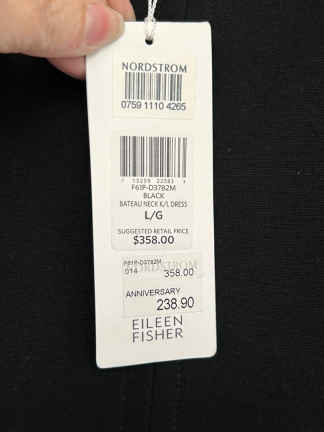 NORDSTROM
0759 1110 4265
F6IP-D3782M
BLACK
BATEAU NECK K/L DRESS
L/G
SUGGESTED RETAIL PRICE
$358.00
NORDSTROM
014 358.00
ANNIVERSARY
238.90
EILEEN
FISHER